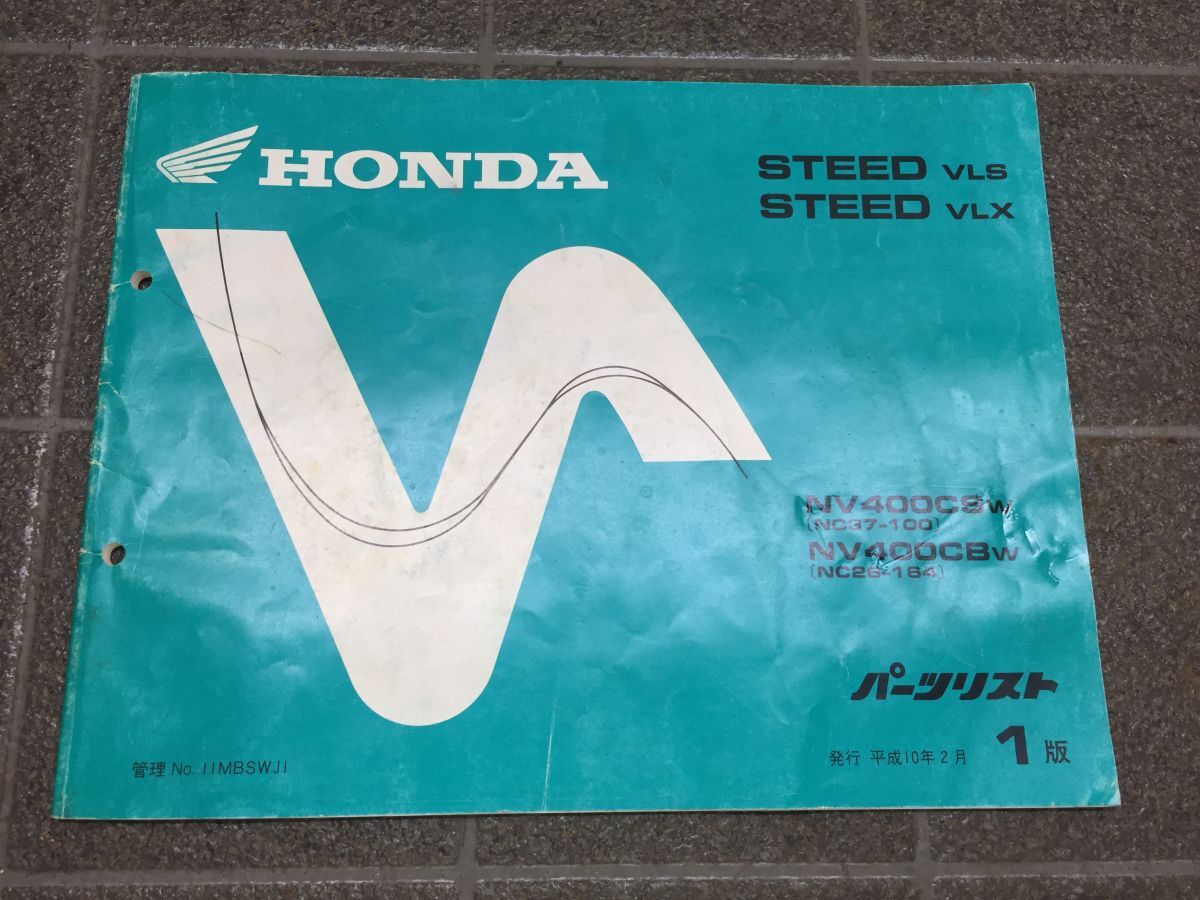 HONDA
STEED VLS
STEED VLX
NV400CSW
(NC37-100)
NV400CBW
(NC26-164)
パーツリスト
発行 平成10年2月 1版
管理 No. 11MBSWJ1